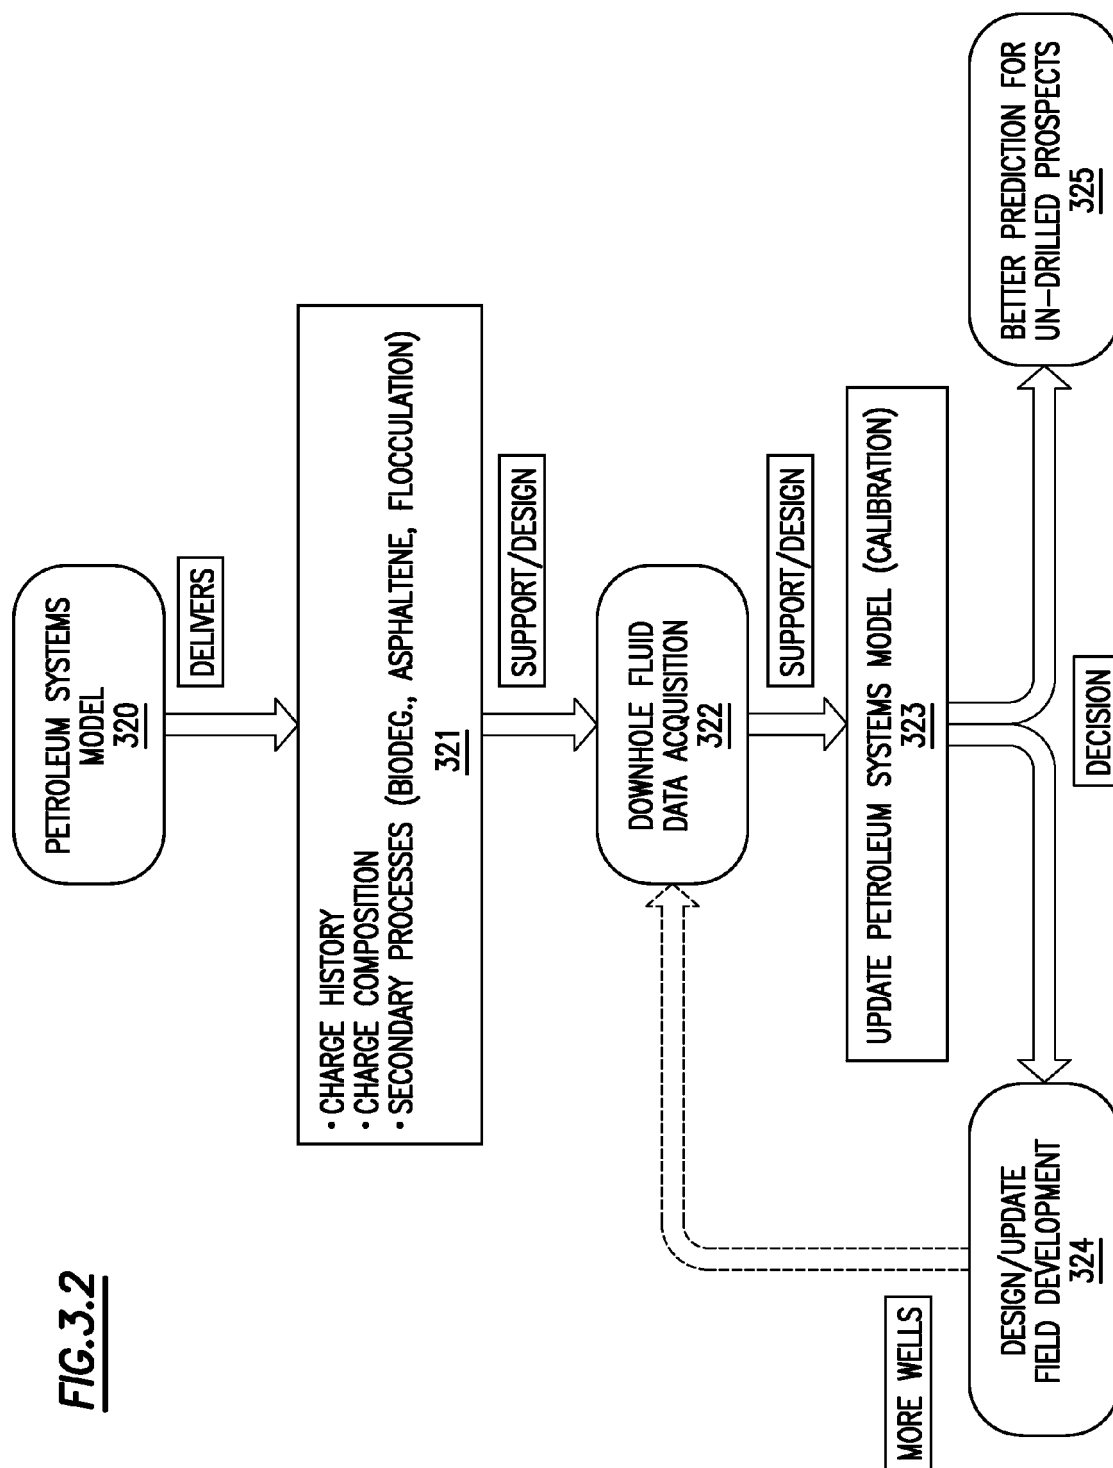 FIG.3.2
PETROLEUM SYSTEMS
MODEL
320
DELIVERS
· CHARGE HISTORY
· CHARGE COMPOSITION
· SECONDARY PROCESSES (BIODEG., ASPHALTENE, FLOCCULATION)
321
SUPPORT/DESIGN
DOWNHOLE FLUID
DATA ACQUISITION
322
SUPPORT/DESIGN
UPDATE PETROLEUM SYSTEMS MODEL (CALIBRATION)
323
MORE WELLS
DESIGN/UPDATE
FIELD DEVELOPMENT
324
DECISION
BETTER PREDICTION FOR
UN-DRILLED PROSPECTS
325